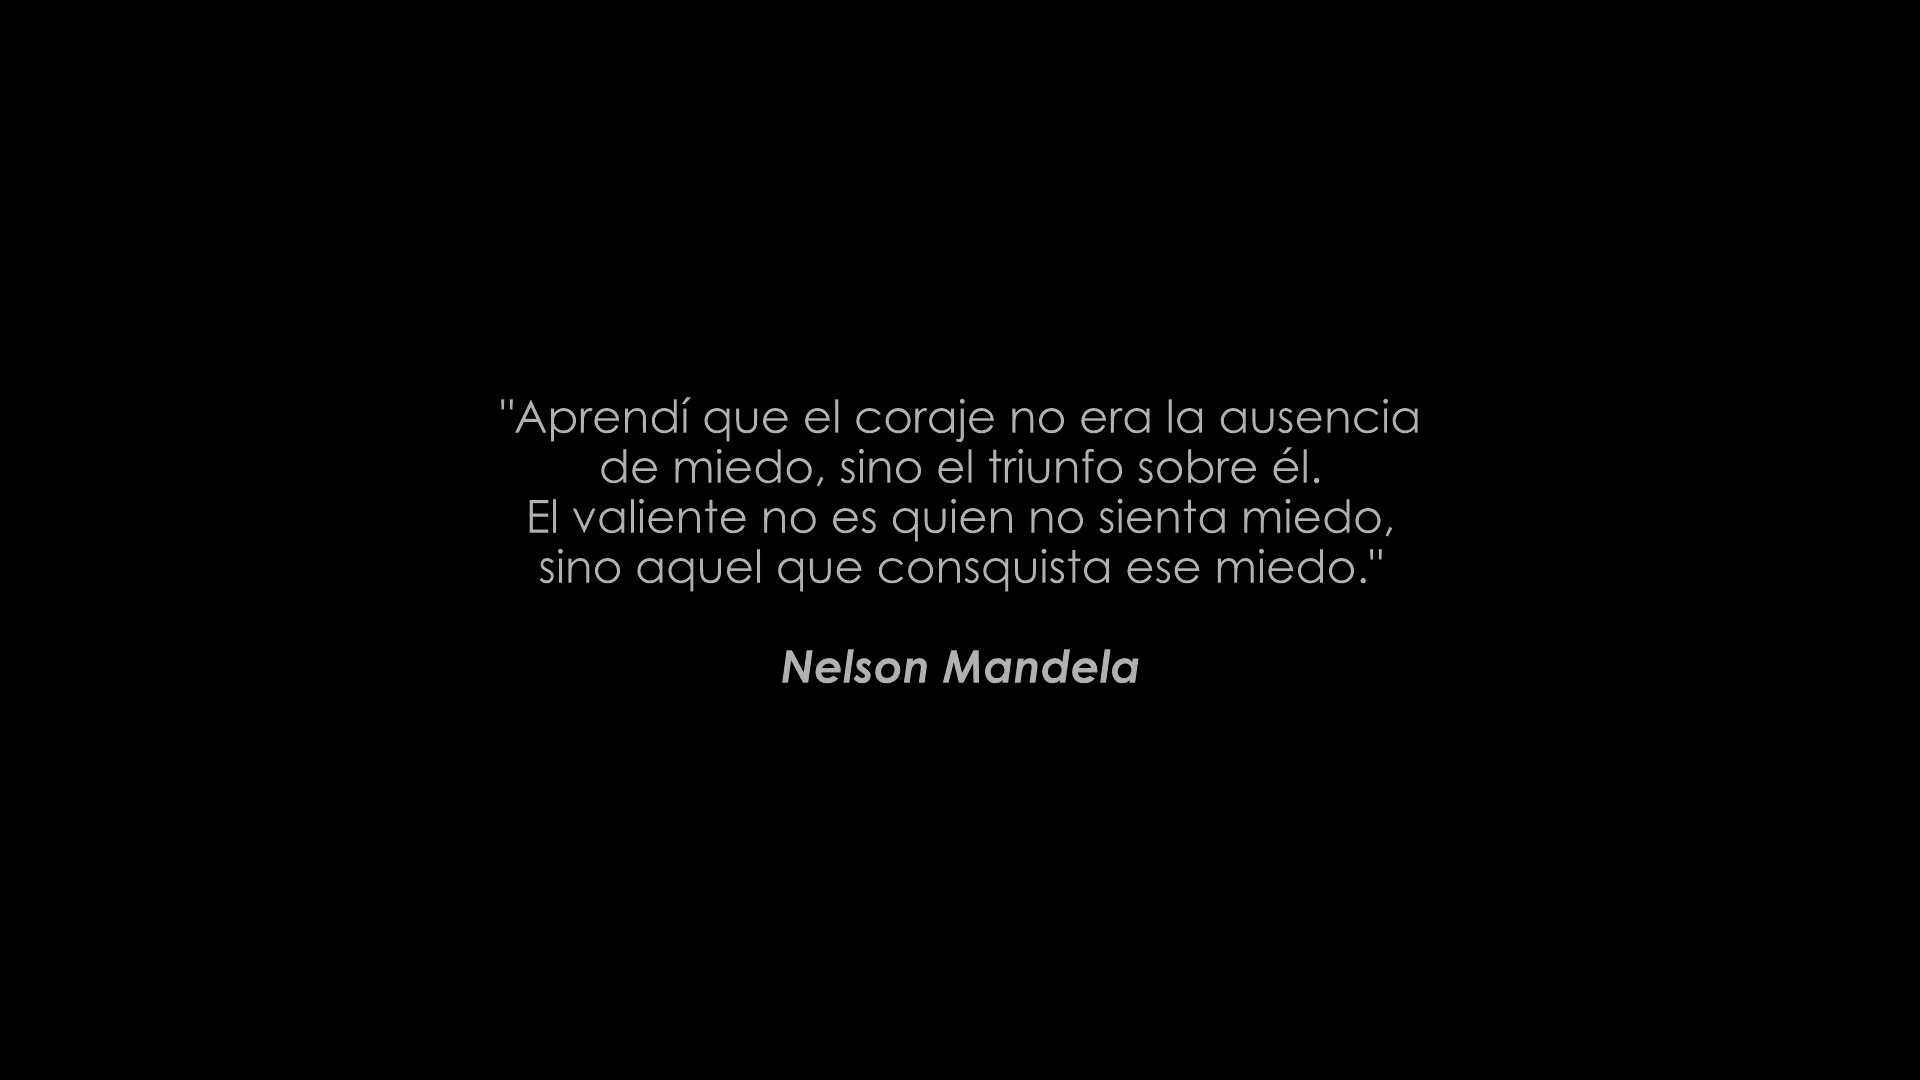 "Aprendí que el coraje no era la ausencia
de miedo, sino el triunfo sobre él.
El valiente no es quien no sienta miedo,
sino aquel que consquista ese miedo."
Nelson Mandela